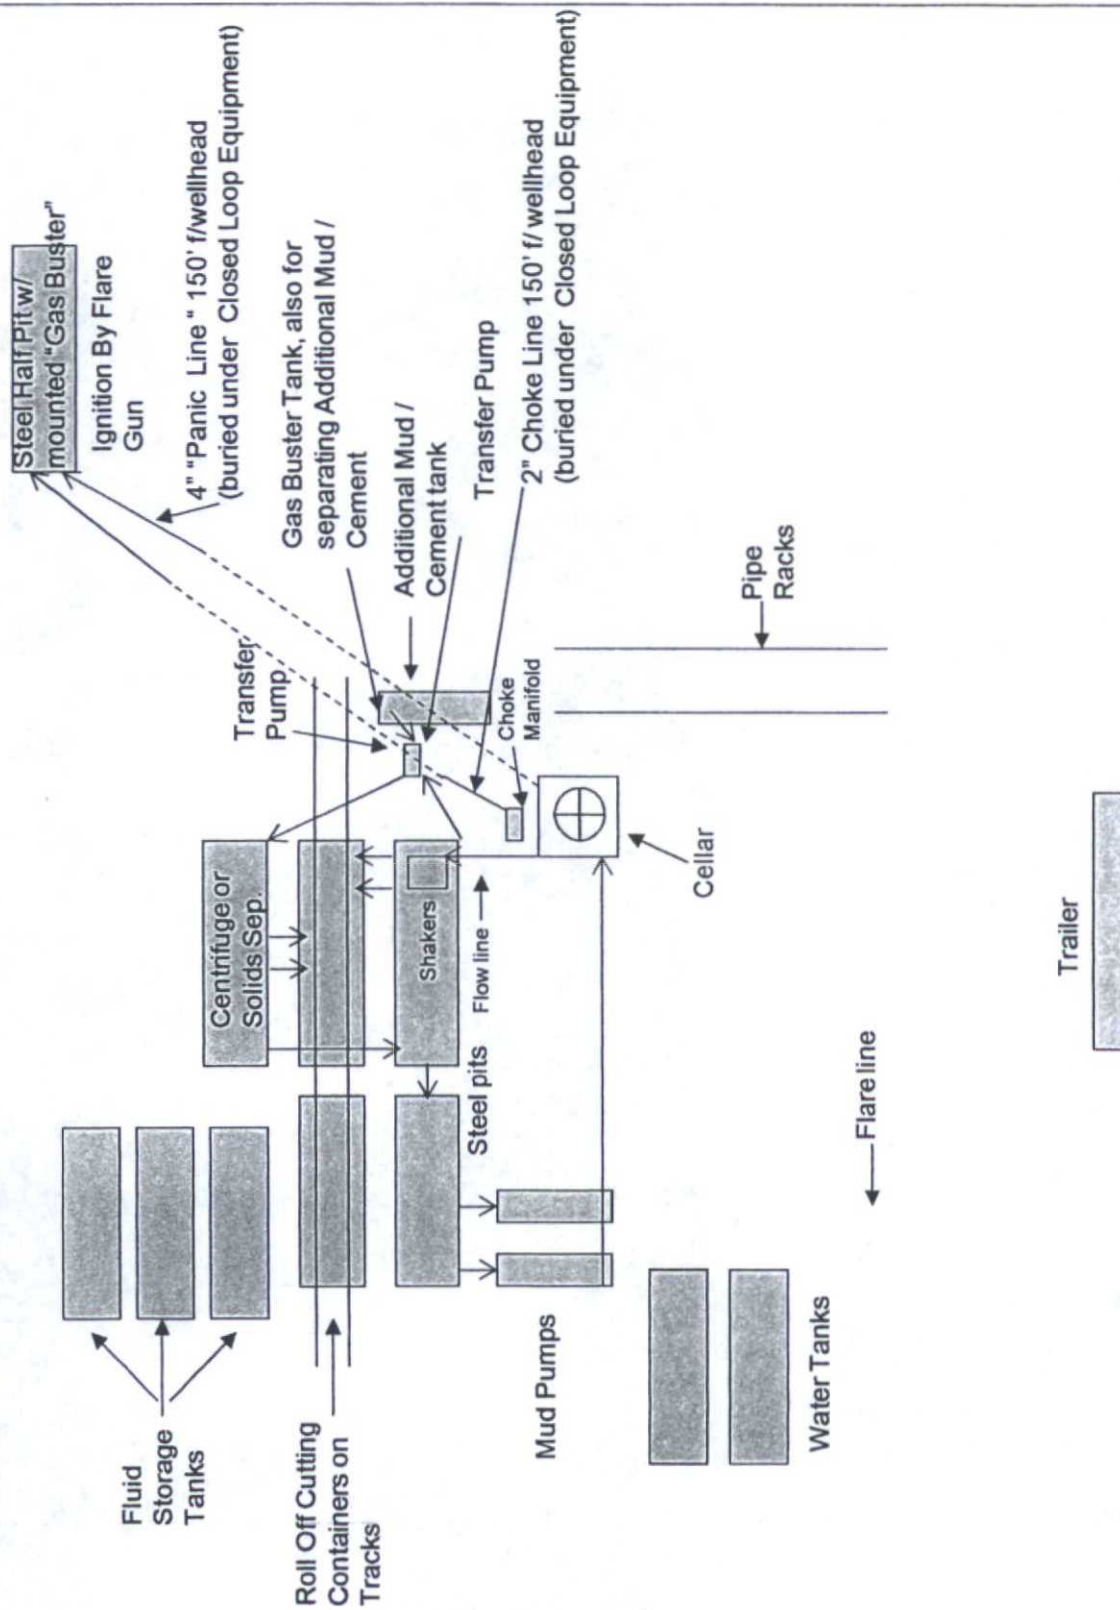 Fluid
Storage
Tanks
Roll Off Cutting
Containers on
Tracks
Centrifuge or
Solids Sep.
Transfer
Pump
Steel Half Pit w/
mounted "Gas Buster"
Ignition By Flare
Gun
4" "Panic Line" 150' f/wellhead
(buried under Closed Loop Equipment)
Gas Buster Tank, also for
separating Additional Mud /
Cement
Additional Mud /
Cement tank
Transfer Pump
2" Choke Line 150' f/wellhead
(buried under Closed Loop Equipment)
Shakers
Flow line
Steel pits
Choke
Manifold
Mud Pumps
Cellar
Pipe
Racks
Water Tanks
Flare line
Trailer